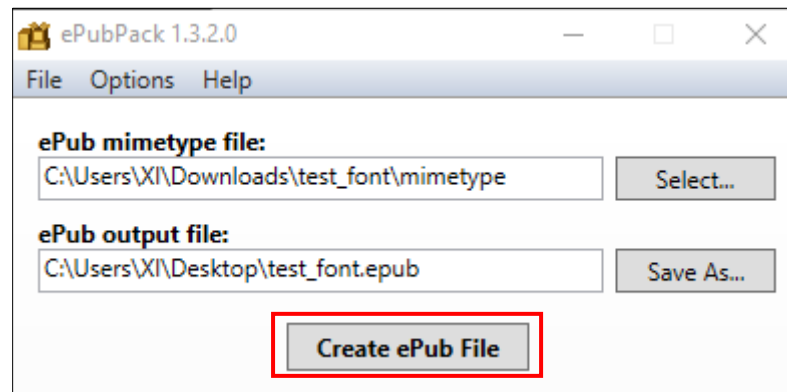 ePubPack 1.3.2.0
File Options Help
ePub mimetype file:
C:\Users\XI\Downloads\test_font\mimetype Select...
ePub output file:
C:\Users\XI\Desktop\test_font.epub Save As...
Create ePub File